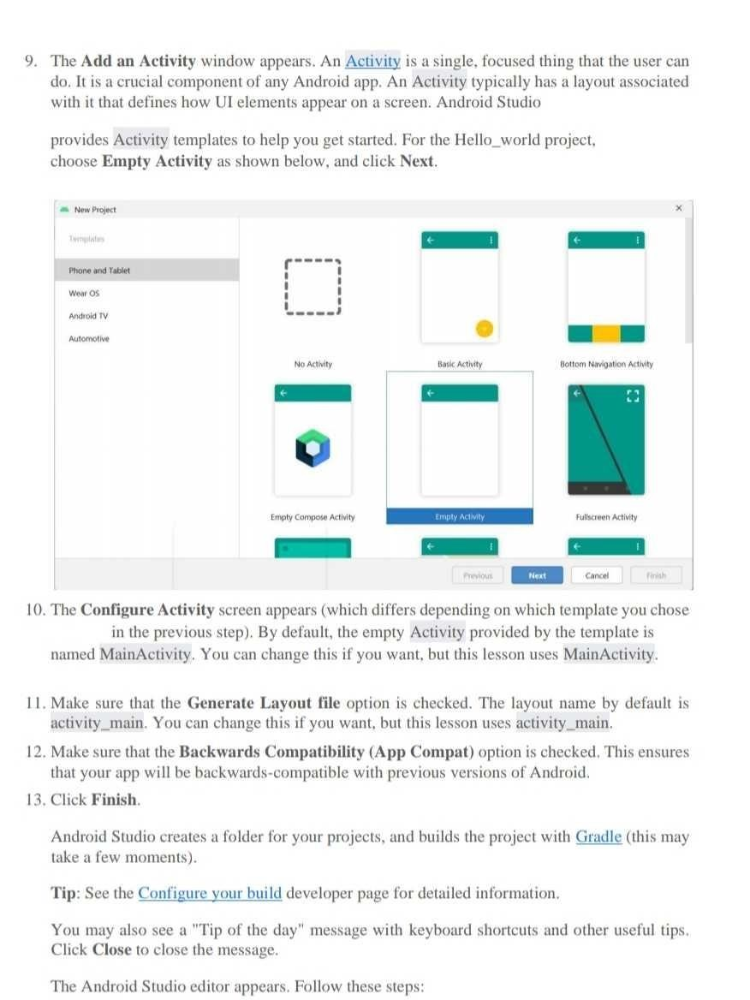 9. The Add an Activity window appears. An Activity is a single, focused thing that the user can
do. It is a crucial component of any Android app. An Activity typically has a layout associated
with it that defines how UI elements appear on a screen. Android Studio
provides Activity templates to help you get started. For the Hello_world project,
choose Empty Activity as shown below, and click Next.
New Project
Templates
Phone and Tablet
Wear OS
Android TV
Automotive
No Activity
Basic Activity
Bottom Navigation Activity
Empty Compose Activity
Empty Activity
Fullscreen Activity
Previous
Next
Cancel
Finish
10. The Configure Activity screen appears (which differs depending on which template you chose
in the previous step). By default, the empty Activity provided by the template is
named MainActivity. You can change this if you want, but this lesson uses MainActivity.
11. Make sure that the Generate Layout file option is checked. The layout name by default is
activity_main. You can change this if you want, but this lesson uses activity_main.
12. Make sure that the Backwards Compatibility (App Compat) option is checked. This ensures
that your app will be backwards-compatible with previous versions of Android.
13. Click Finish.
Android Studio creates a folder for your projects, and builds the project with Gradle (this may
take a few moments).
Tip: See the Configure your build developer page for detailed information.
You may also see a "Tip of the day" message with keyboard shortcuts and other useful tips.
Click Close to close the message.
The Android Studio editor appears. Follow these steps: